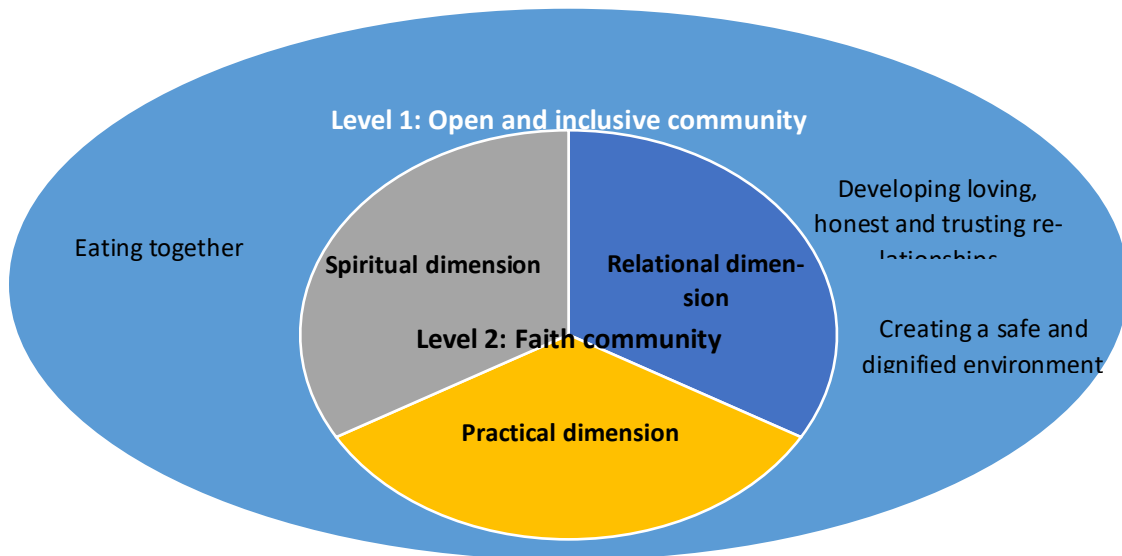 Level 1: Open and inclusive community
Eating together
Developing loving,
honest and trusting re-
lationships
Spiritual dimension
Relational dimen-
sion
Level 2: Faith community
Creating a safe and
dignified environment
Practical dimension